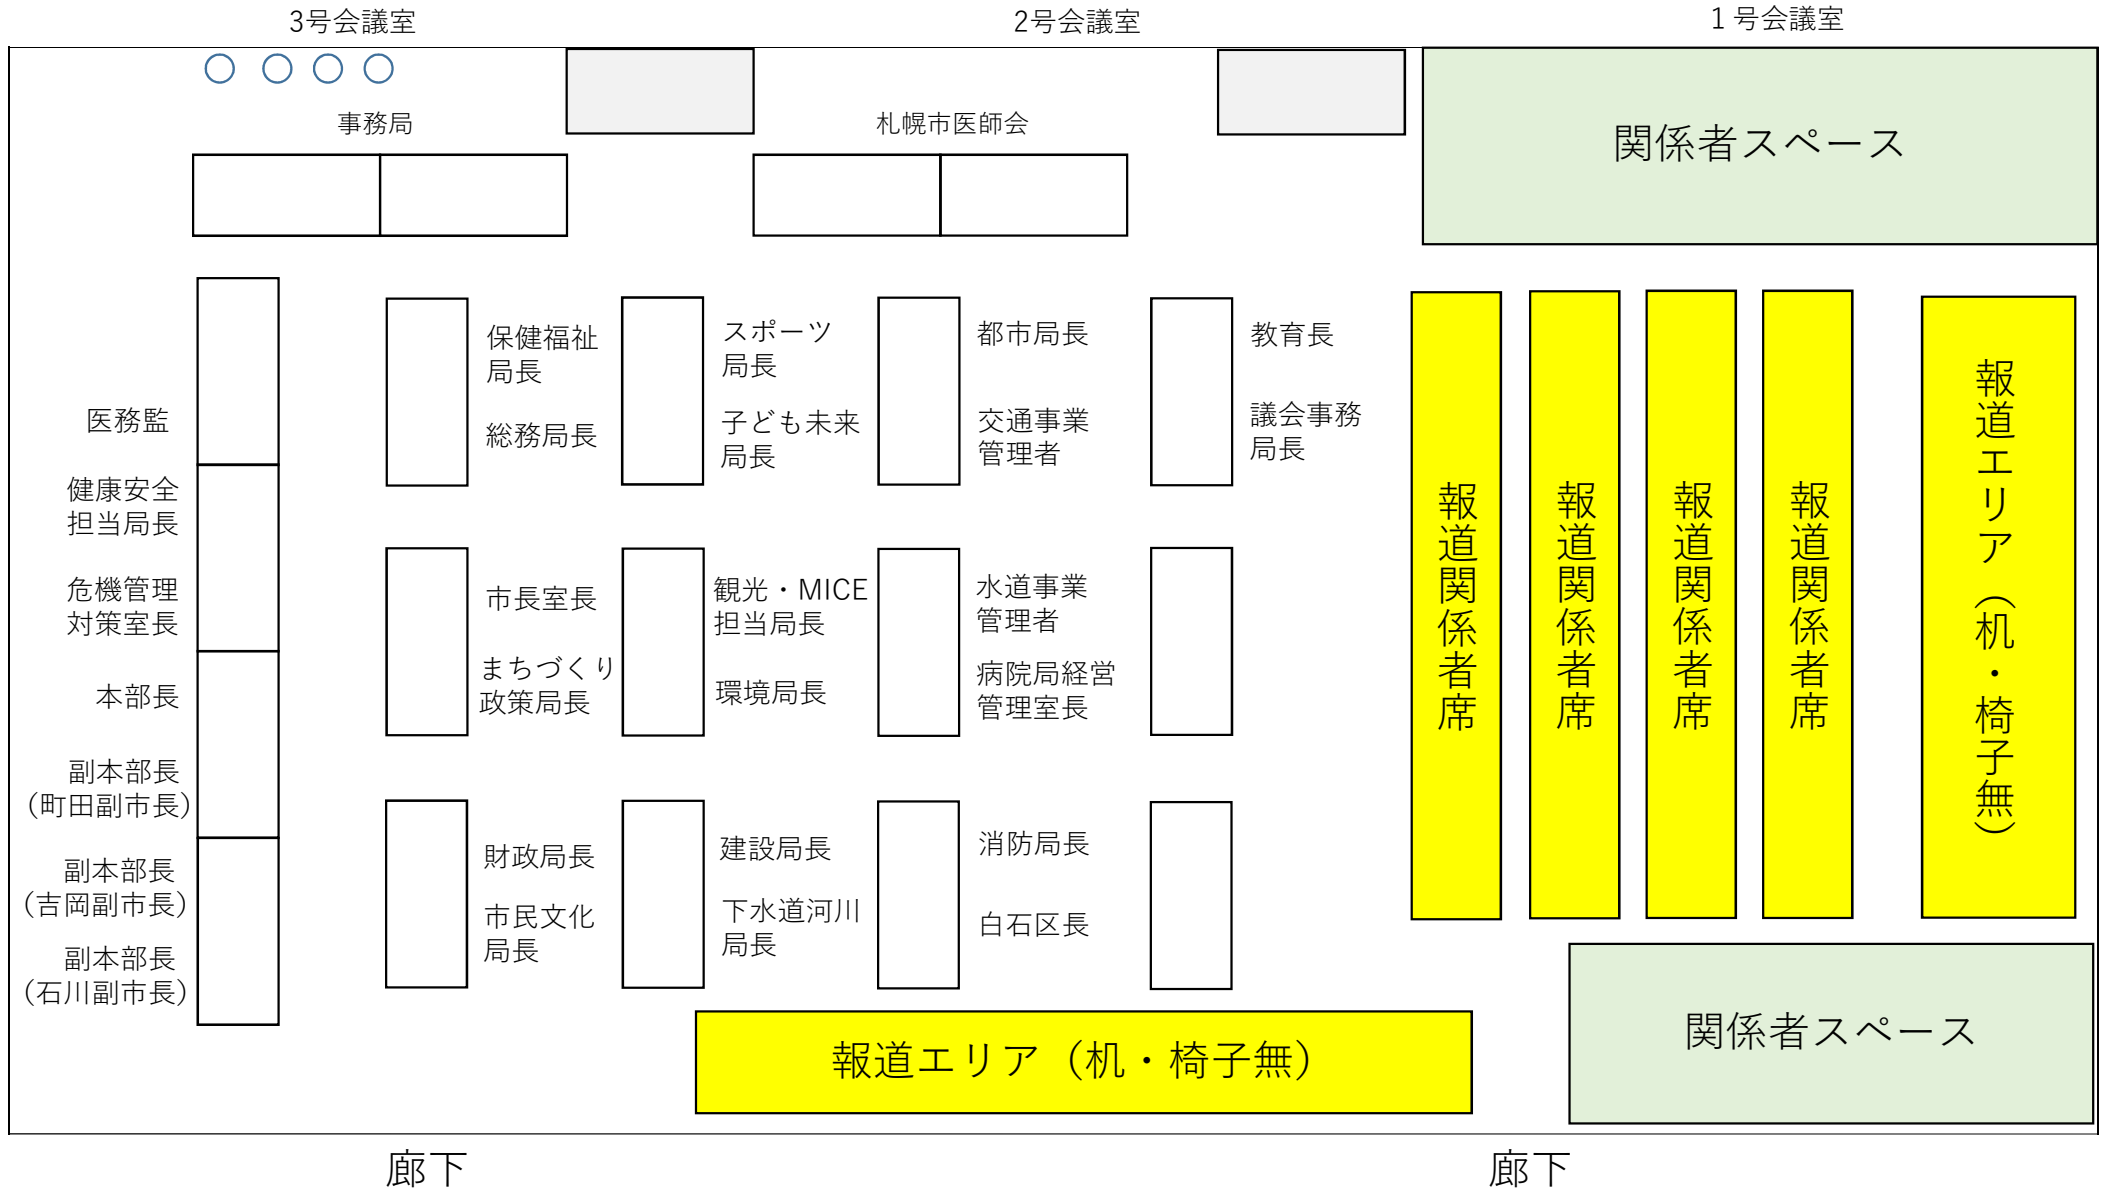 3号会議室
2号会議室
１号会議室
事務局
札幌市医師会
関係者スペース
医務監
健康安全
担当局長
危機管理
対策室長
本部長
副本部長
（町田副市長）
副本部長
（吉岡副市長）
副本部長
（石川副市長）
保健福祉
局長
総務局長
スポーツ
局長
子ども未来
局長
都市局長
交通事業
管理者
教育長
議会事務
局長
市長室長
まちづくり
政策局長
観光・MICE
担当局長
環境局長
水道事業
管理者
病院局経営
管理室長
財政局長
市民文化
局長
建設局長
下水道河川
局長
消防局長
白石区長
報道関係者席
報道関係者席
報道関係者席
報道関係者席
報道エリア（机・椅子無）
報道エリア（机・椅子無）
関係者スペース
廊下
廊下